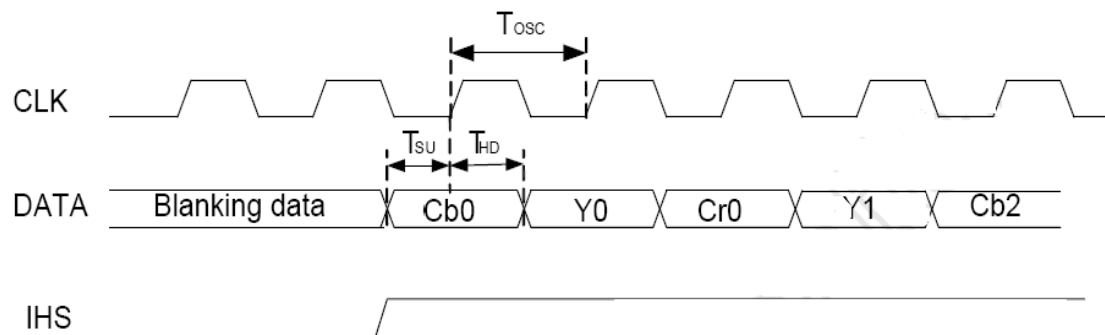 Tosc
CLK
TSU THD
DATA Blanking data Cb0 Y0 Cr0 Y1 Cb2
IHS